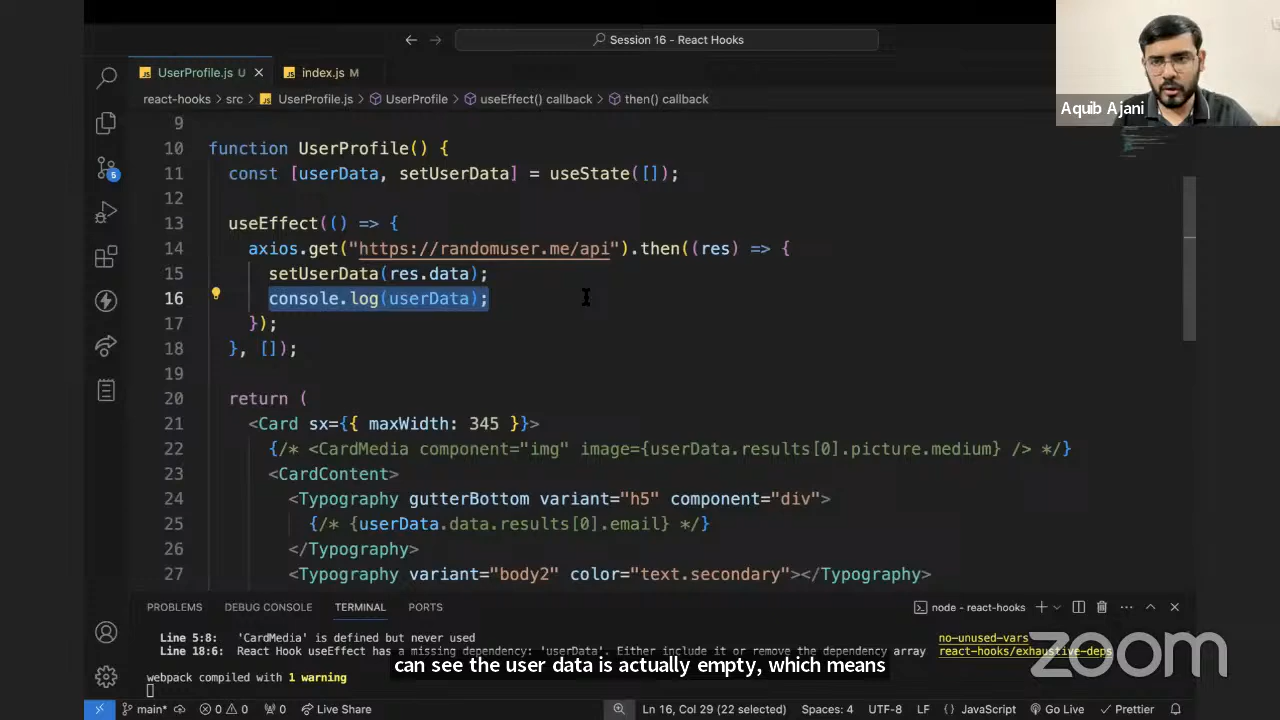 Session 16 - React Hooks
Aquib Ajani
UserProfile.js U
index.js M
react-hooks > src > UserProfile.js > UserProfile > useEffect() callback > then() callback
9
10 function UserProfile() {
11 const [userData, setUserData] = useState([]);
12
13 useEffect(() => {
14 axios.get("https://randomuser.me/api").then((res) => {
15 setUserData(res.data);
16 console.log(userData);
17 });
18 }, []);
19
20 return (
21 <Card sx={{ maxWidth: 345 }}>
22 {/* <CardMedia component="img" image={userData.results[0].picture.medium} /> */}
23 <CardContent>
24 <Typography gutterBottom variant="h5" component="div">
25 {/* {userData.data.results[0].email} */}
26 </Typography>
27 <Typography variant="body2" color="text.secondary"></Typography>
5
PROBLEMS DEBUG CONSOLE TERMINAL PORTS
node - react-hooks
Line 5:8: 'CardMedia' is defined but never used no-unused-vars
Line 18:6: React Hook useEffect has a missing dependency: 'userData'. Either include it or remove the dependency array react-hooks/exhaustive-deps
can see the user data is actually empty, which means
webpack compiled with 1 warning
zoom
main* 0 0 0 Live Share Ln 16, Col 29 (22 selected) Spaces: 4 UTF-8 LF {} JavaScript Go Live Prettier